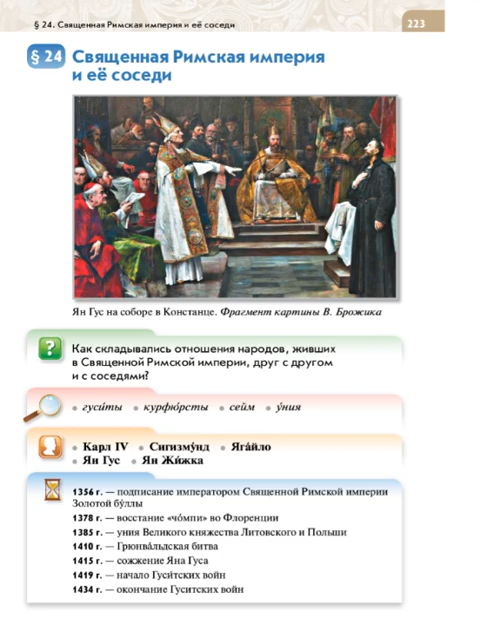 § 24. Священная Римская империя и её соседи
223
§ 24 Священная Римская империя
и её соседи
Ян Гус на соборе в Констанце. Фрагмент картины В. Брожика
?
Как складывались отношения народов, живших
в Священной Римской империи, друг с другом
и с соседями?
• гуси́ты • курфю́рсты • сейм • у́ния
• Карл IV • Сигизму́нд • Яга́йло
• Ян Гус • Ян Жи́жка
1356 г. — подписание императором Священной Римской империи
Золотой бу́ллы
1378 г. — восстание «чо́мпи» во Флоренции
1385 г. — уния Великого княжества Литовского и Польши
1410 г. — Грюнва́льдская битва
1415 г. — сожжение Яна Гуса
1419 г. — начало Гуси́тских войн
1434 г. — окончание Гуситских войн